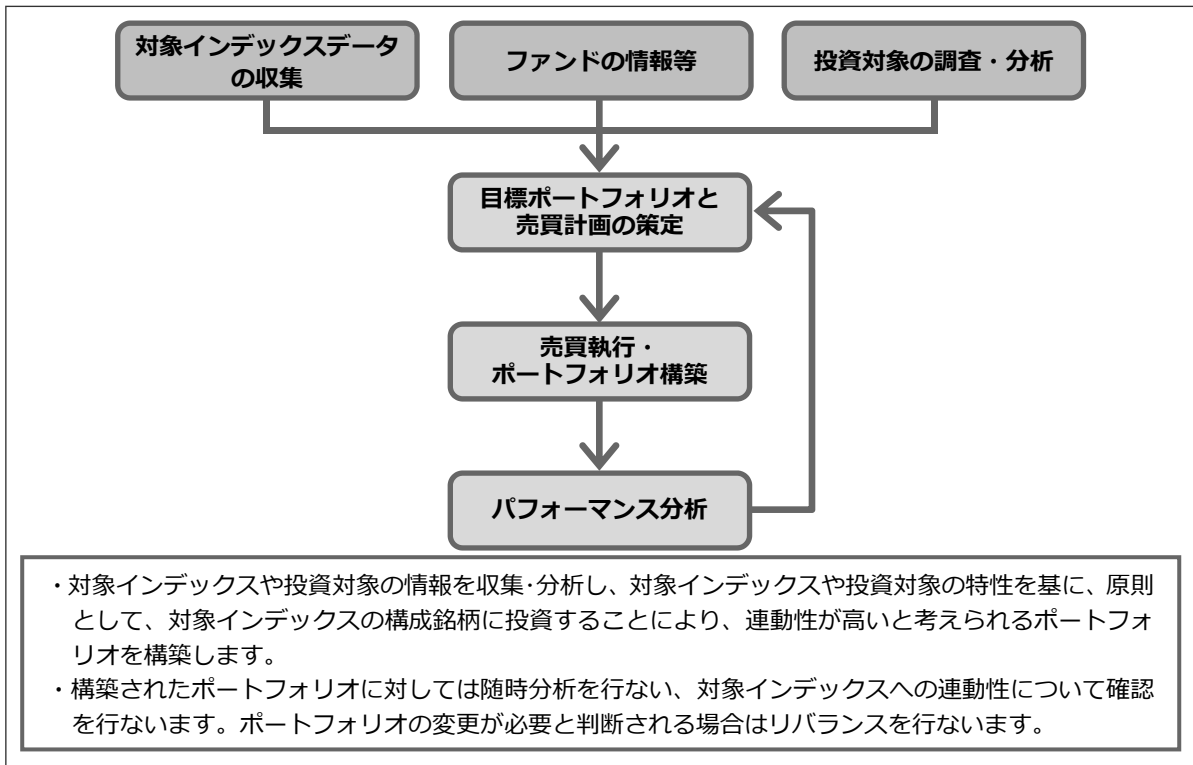 対象インデックスデータ
の収集
ファンドの情報等
投資対象の調査・分析
目標ポートフォリオと
売買計画の策定
売買執行・
ポートフォリオ構築
パフォーマンス分析
・対象インデックスや投資対象の情報を収集・分析し、対象インデックスや投資対象の特性を基に、原則
として、対象インデックスの構成銘柄に投資することにより、連動性が高いと考えられるポートフォ
リオを構築します。
・構築されたポートフォリオに対しては随時分析を行ない、対象インデックスへの連動性について確認
を行ないます。ポートフォリオの変更が必要と判断される場合はリバランスを行ないます。